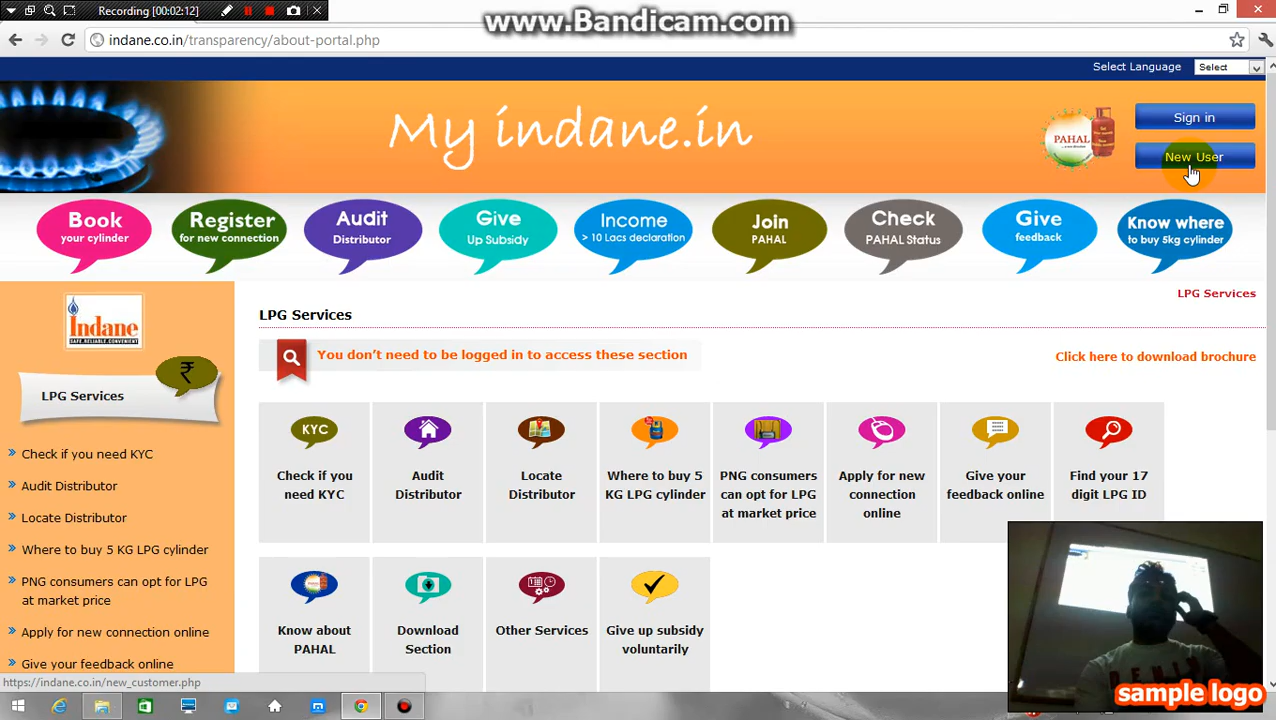 Recording [00:02:12]
www.Bandicam.com
indane.co.in/transparency/about-portal.php
Select Language
Select
My indane.in
PAHAL
Sign in
New User
Book
your cylinder
Register
for new connection
Audit
Distributor
Give
Up Subsidy
Income
> 10 Lacs declaration
Join
PAHAL
Check
PAHAL Status
Give
feedback
Know where
to buy 5kg cylinder
LPG Services
Indane
SAFE. RELIABLE. CONVENIENT
₹
LPG Services
Check if you need KYC
Audit Distributor
Locate Distributor
Where to buy 5 KG LPG cylinder
PNG consumers can opt for LPG
at market price
Apply for new connection online
Give your feedback online
LPG Services
You don't need to be logged in to access these section
Click here to download brochure
KYC
Check if you
need KYC
Audit
Distributor
Locate
Distributor
Where to buy 5
KG LPG cylinder
PNG consumers
can opt for LPG
at market price
Apply for new
connection
online
Give your
feedback online
Find your 17
digit LPG ID
Know about
PAHAL
Download
Section
Other Services
Give up subsidy
voluntarily
https://indane.co.in/new_customer.php
sample logo